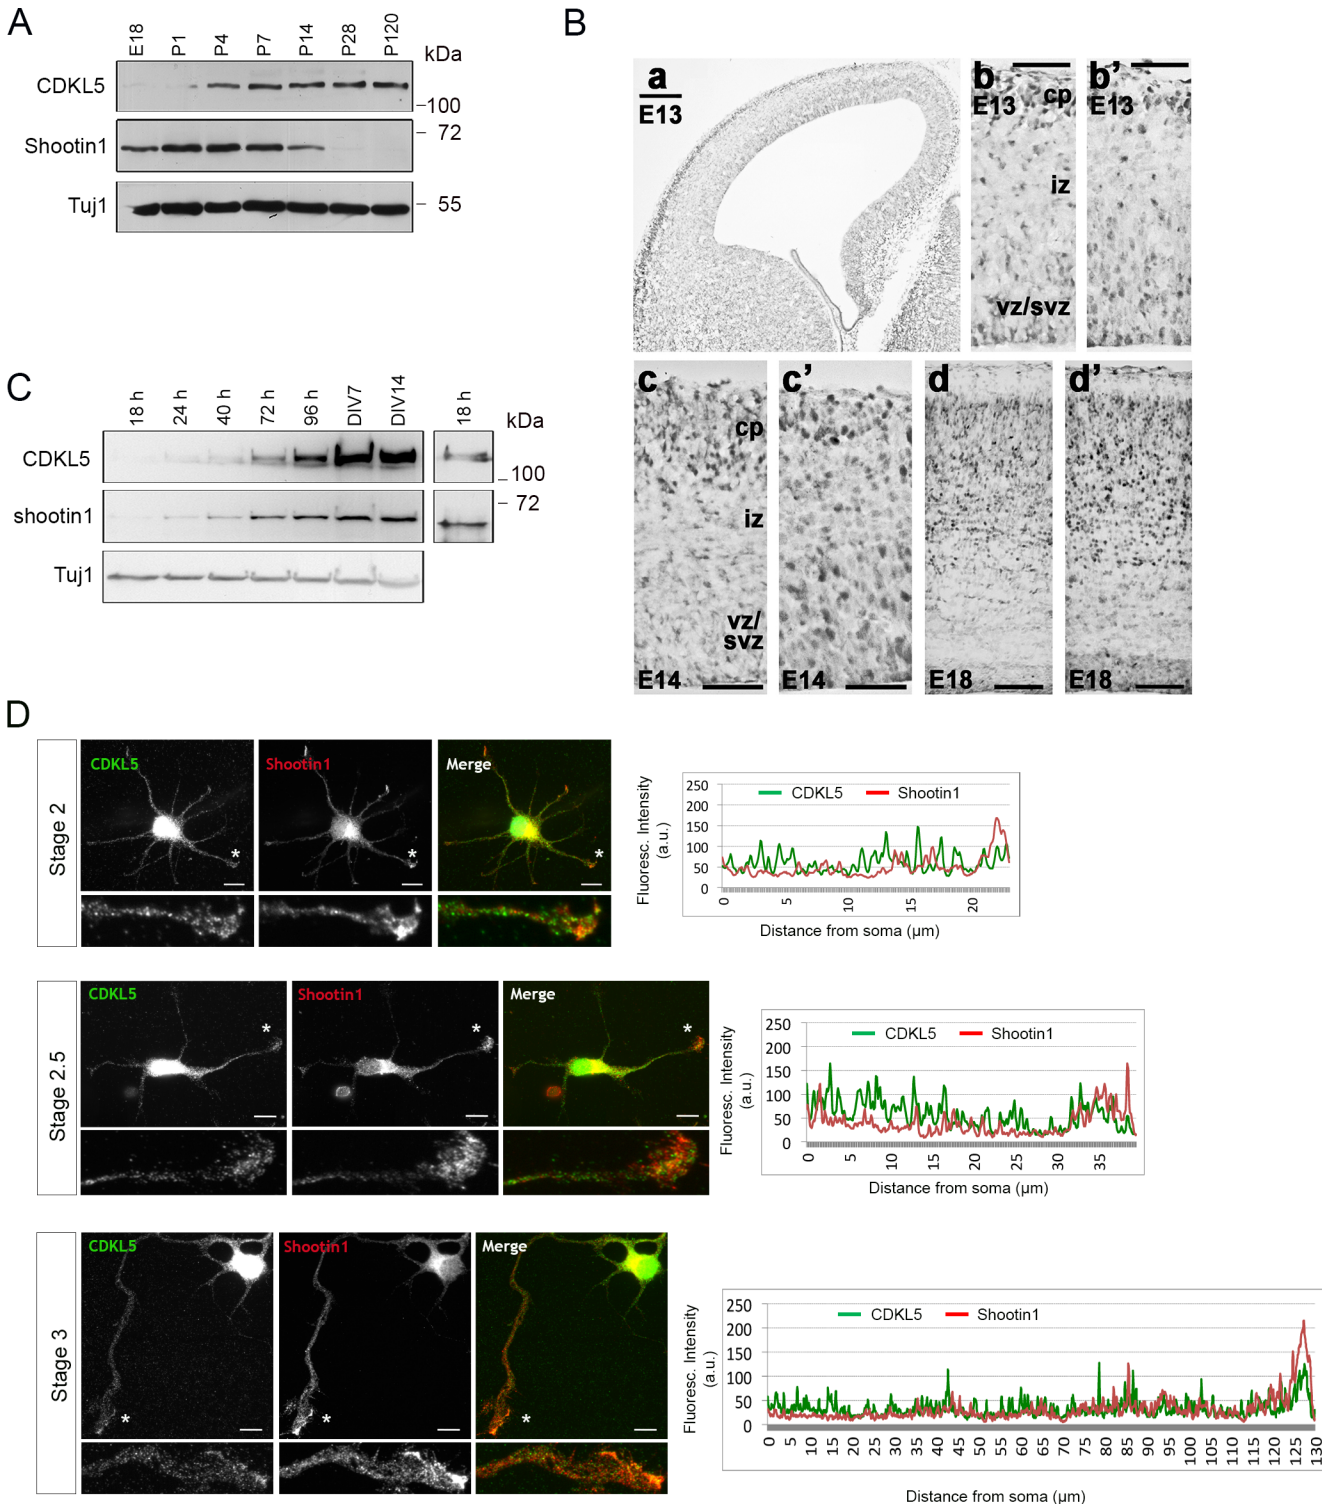 A
E18 P1 P4 P7 P14 P28 P120
kDa
CDKL5
100
72
Shootin1
Tuj1
55
B
a
E13
b
E13
cp
iz
vz/svz
b’
E13
c
cp
iz
vz/
svz
E14
c’
E14
d
E18
d’
E18
C
18 h 24 h 40 h 72 h 96 h DIV7 DIV14 18 h
kDa
CDKL5
100
72
shootin1
Tuj1
D
Stage 2
CDKL5
Shootin1
Merge
*
*
*
Fluoresc. Intensity
(a.u.)
CDKL5 Shootin1
250
200
150
100
50
0
0 5 10 15 20
Distance from soma (µm)
Stage 2.5
CDKL5
Shootin1
Merge
*
*
*
Fluoresc. Intensity
(a.u.)
CDKL5 Shootin1
250
200
150
100
50
0
0 5 10 15 20 25 30 35
Distance from soma (µm)
Stage 3
CDKL5
Shootin1
Merge
*
*
*
Fluoresc. Intensity
(a.u.)
CDKL5 Shootin1
250
200
150
100
50
0
0 5 10 15 20 25 30 35 40 45 50 55 60 65 70 75 80 85 90 95 100 105 110 115 120 125 130
Distance from soma (µm)